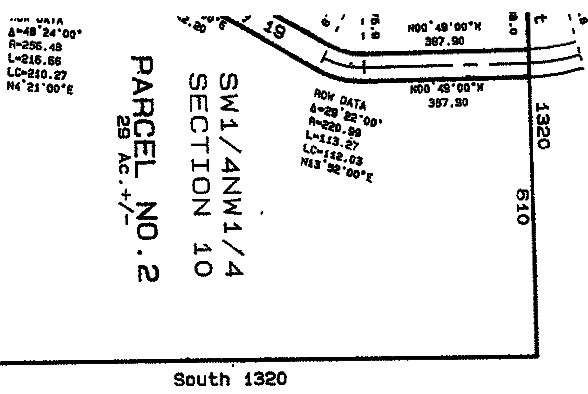 ROW DATA
Δ=48°24'00"
R=256.48
L=216.66
LC=210.27
N4°21'00"E
19
N00°49'00"W
387.90
N00°49'00"W
387.90
ROW DATA
Δ=29°22'00"
R=220.99
L=113.27
LC=112.03
N13°52'00"E
1320
610
SW1/4NW1/4
SECTION 10
PARCEL NO.2
29 Ac.+/-
South 1320